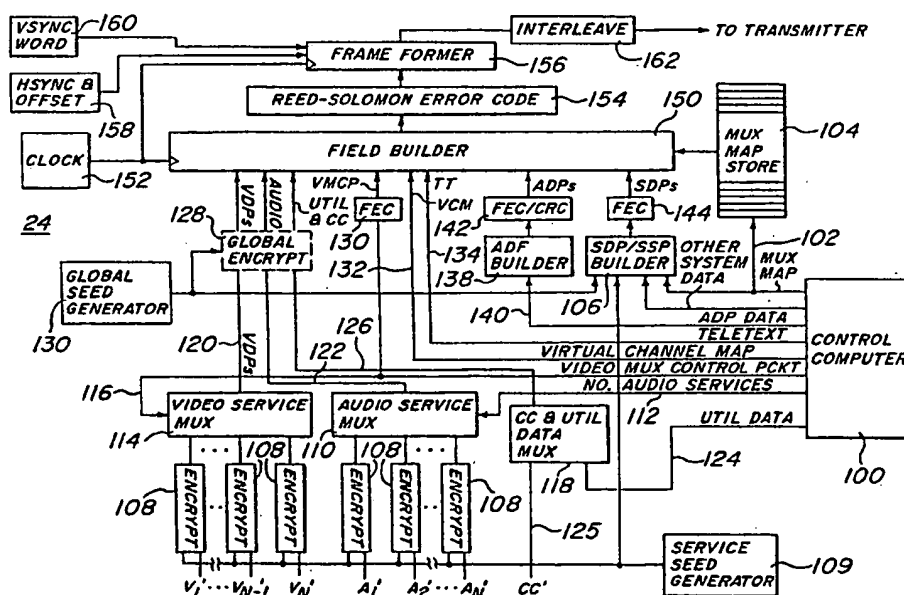 VSYNC
WORD
160
INTERLEAVE
TO TRANSMITTER
162
HSYNC &
OFFSET
158
FRAME FORMER
156
REED-SOLOMON ERROR CODE
154
150
CLOCK
152
FIELD BUILDER
MUX
MAP
STORE
104
24
VDPs
AUDIO
UTIL
& CC
VMCP
TT
VCM
ADPs
SDPs
128
GLOBAL
ENCRYPT
FEC
130
132
134
FEC/CRC
142
FEC
144
ADF
BUILDER
138
SDP/SSP
BUILDER
106
OTHER
SYSTEM
DATA
102
MUX
MAP
GLOBAL
SEED
GENERATOR
130
140
ADP DATA
TELETEXT
VIRTUAL CHANNEL MAP
VIDEO MUX CONTROL PCKT
NO. AUDIO SERVICES
112
CONTROL
COMPUTER
100
120
VDPs
126
122
116
VIDEO SERVICE
MUX
114
AUDIO SERVICE
MUX
110
CC & UTIL
DATA
MUX
118
UTIL DATA
124
108
108
108
108
ENCRYPT
ENCRYPT
ENCRYPT
ENCRYPT
ENCRYPT
ENCRYPT
125
SERVICE
SEED
GENERATOR
109
V1' ... VN-1' VN' A1' A2' ... AN' CC'